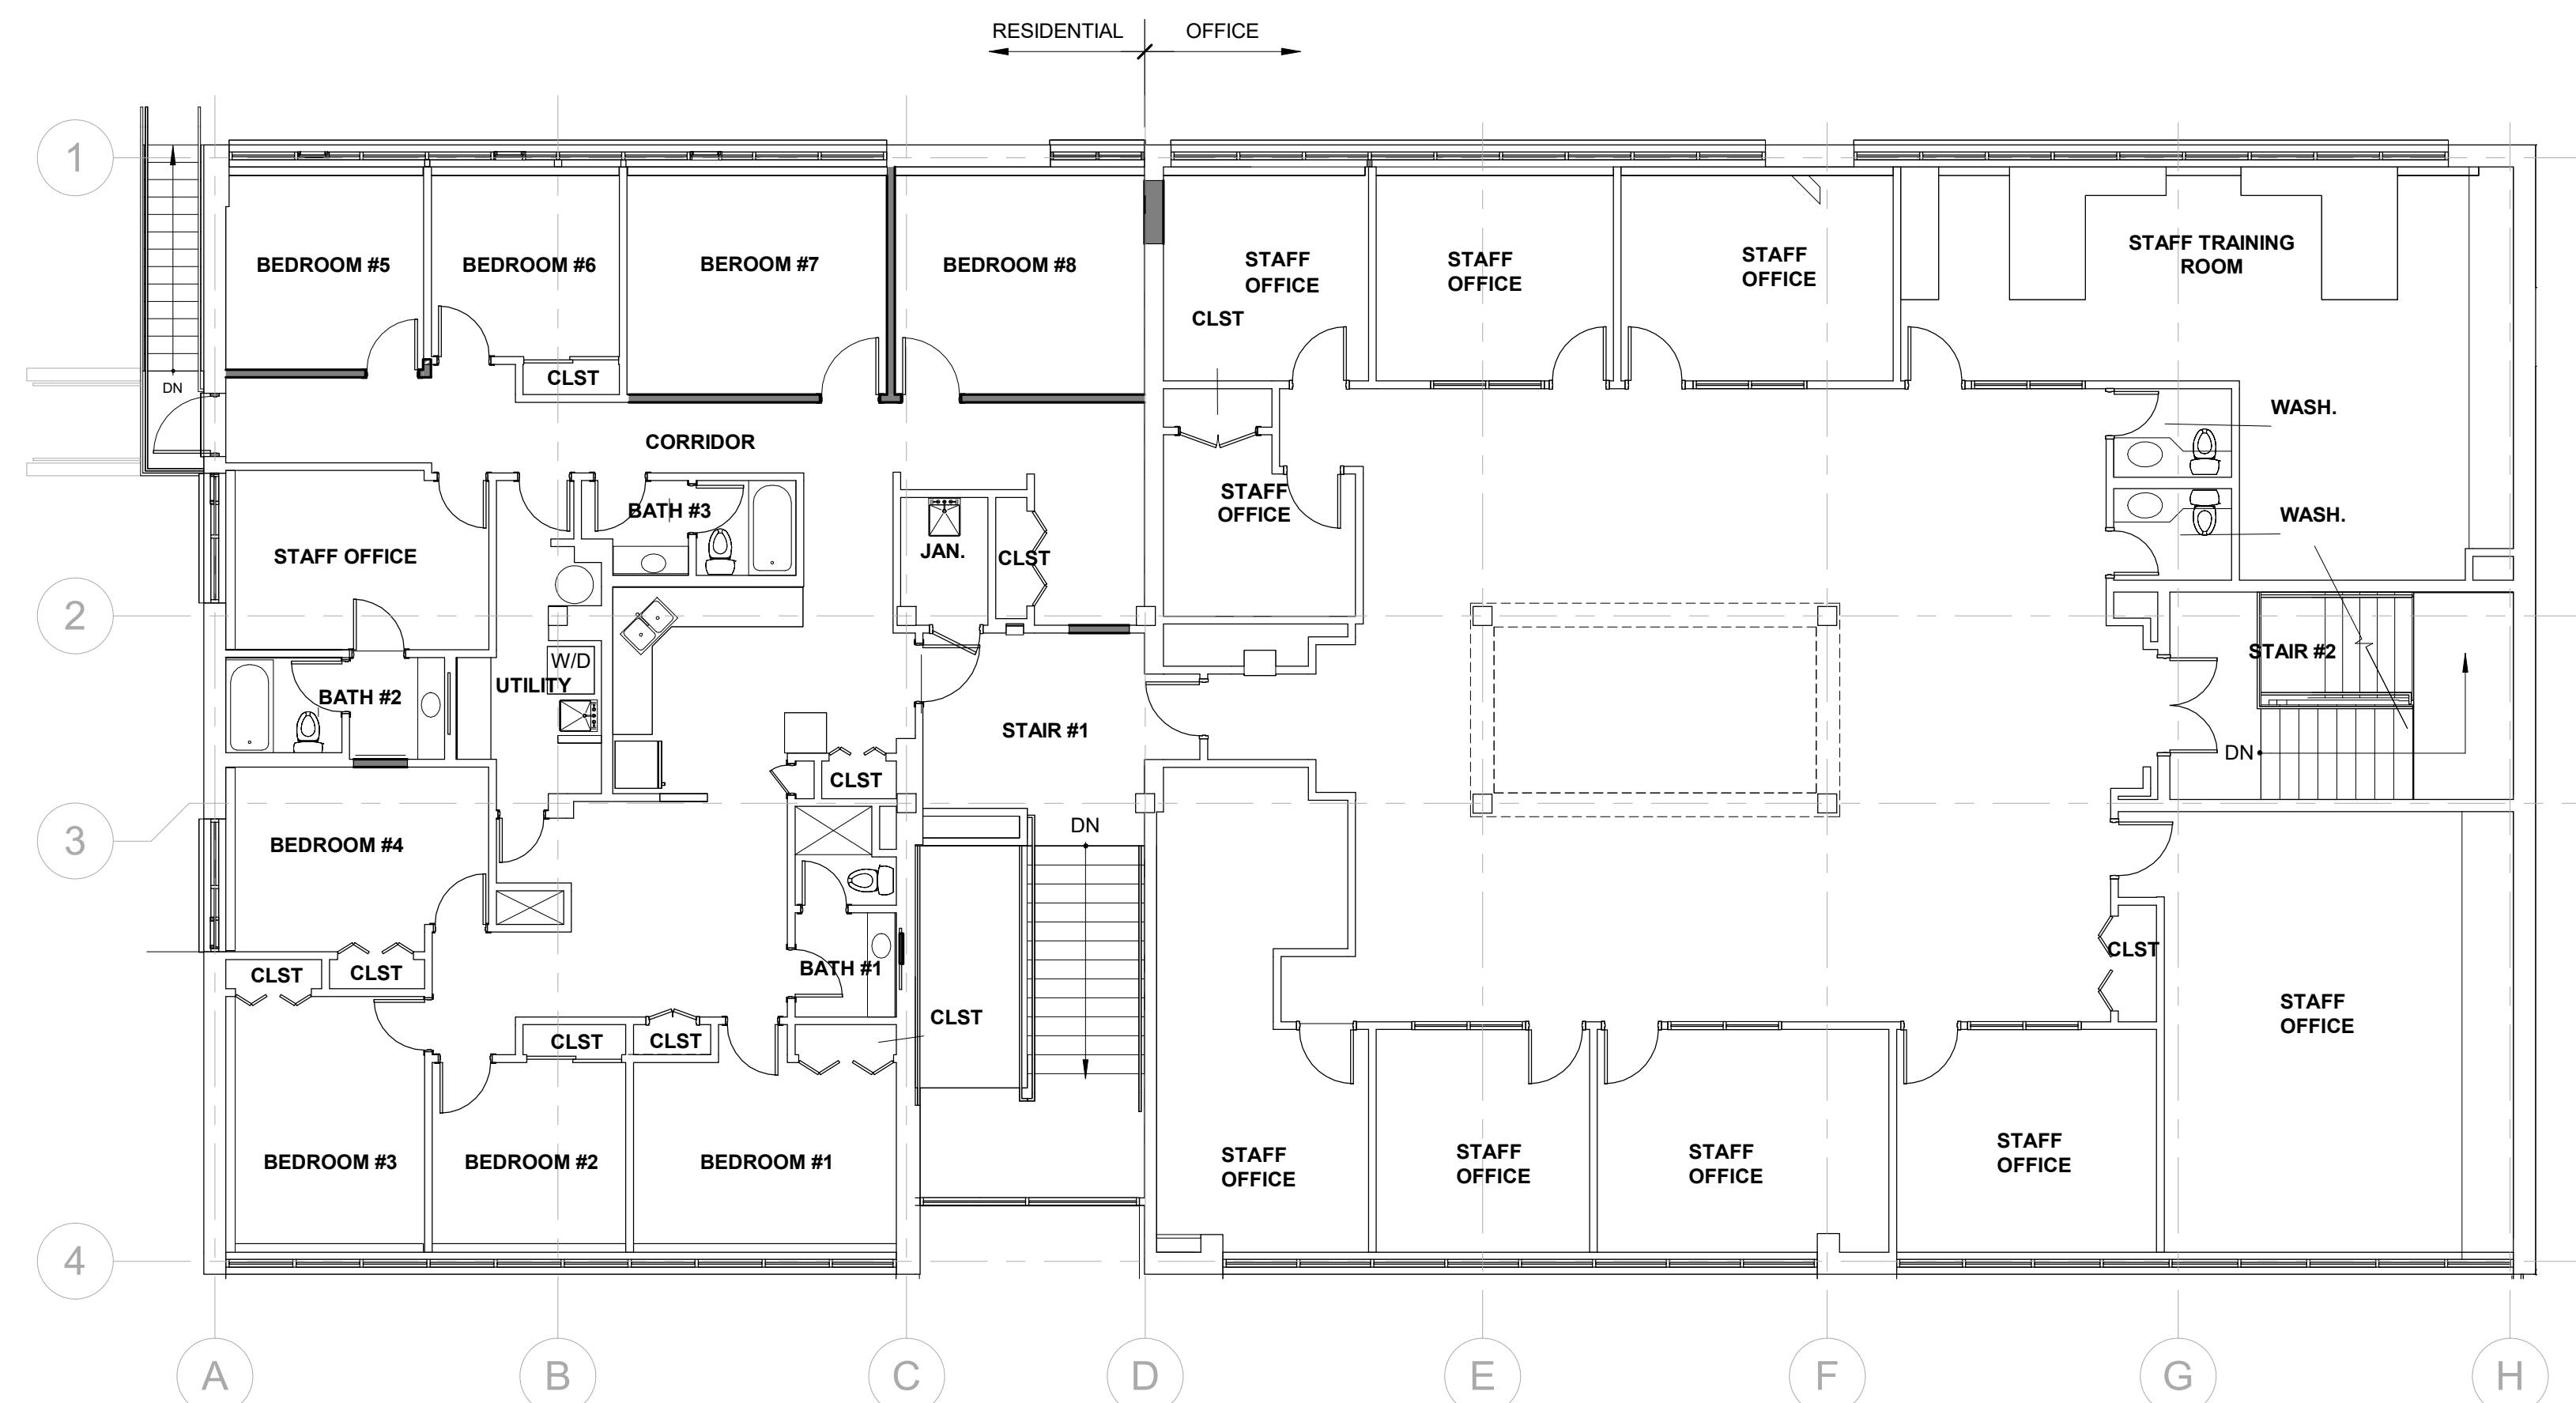 RESIDENTIAL
OFFICE
1
BEDROOM #5
BEDROOM #6
BEROOM #7
BEDROOM #8
STAFF
OFFICE
STAFF
OFFICE
STAFF
OFFICE
STAFF TRAINING
ROOM
CLST
DN
CLST
WASH.
CORRIDOR
STAFF
OFFICE
BATH #3
WASH.
STAFF OFFICE
JAN.
CLST
2
W/D
STAIR #2
UTILITY
BATH #2
STAIR #1
DN
CLST
3
BEDROOM #4
DN
CLST
CLST
CLST
BATH #1
CLST
STAFF
OFFICE
CLST
CLST
BEDROOM #3
BEDROOM #2
BEDROOM #1
STAFF
OFFICE
STAFF
OFFICE
STAFF
OFFICE
STAFF
OFFICE
4
A
B
C
D
E
F
G
H